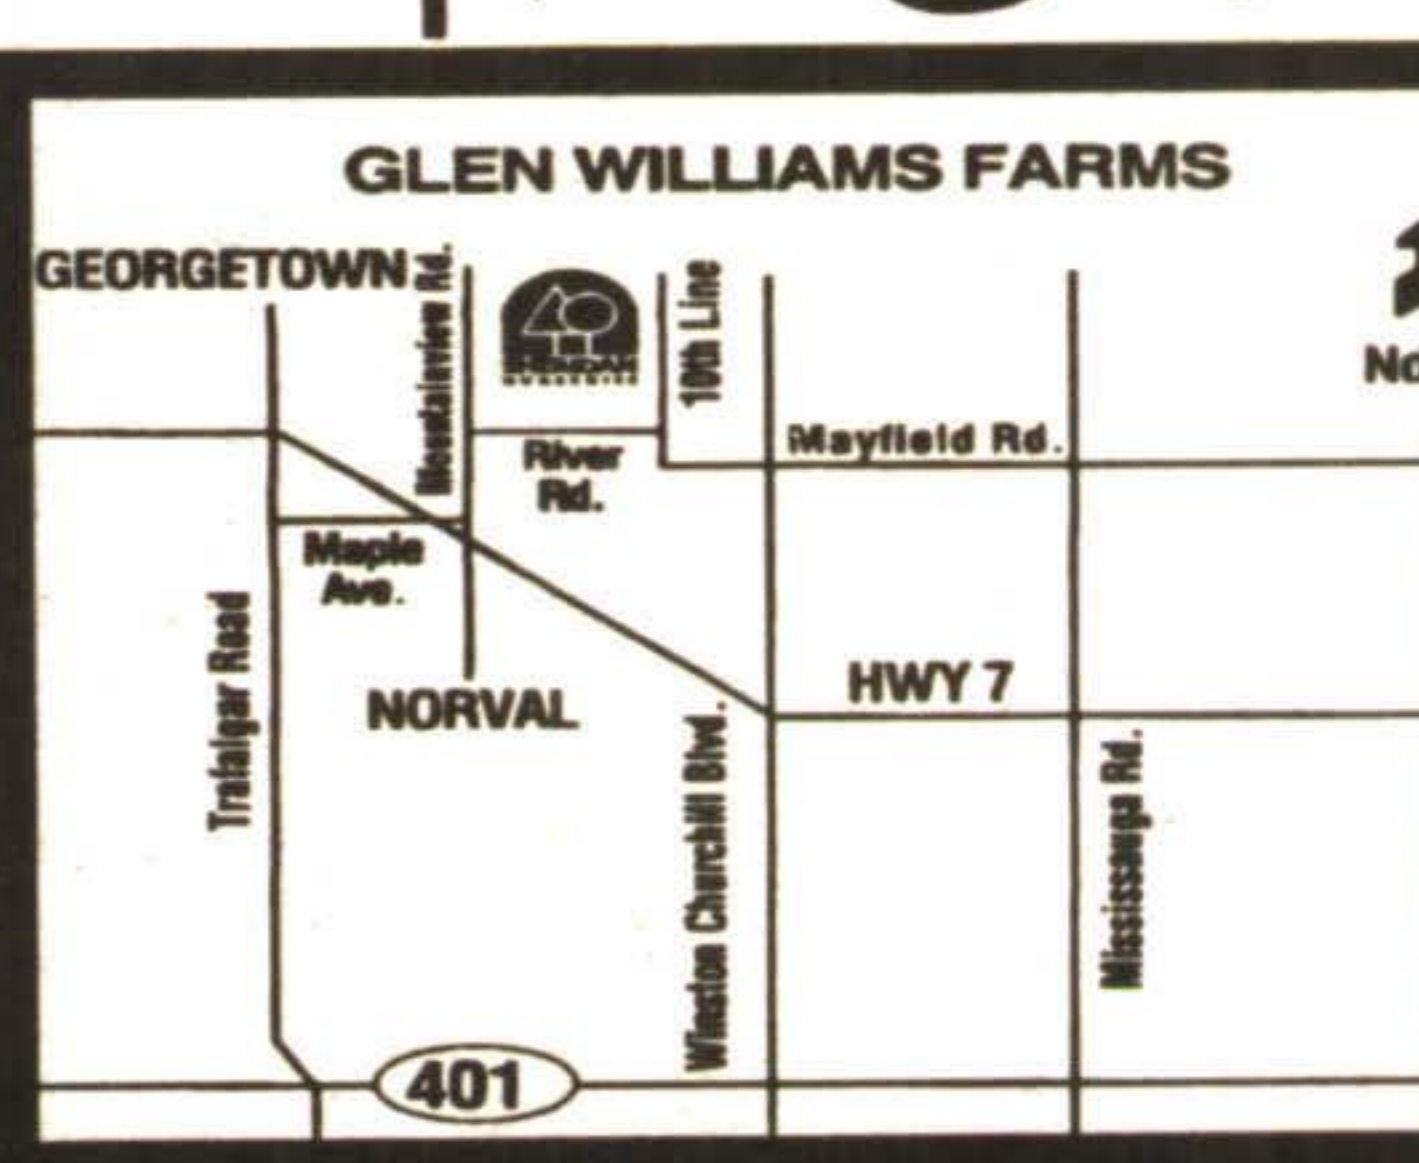 GLEN WILLIAMS FARMS
GEORGETOWN
Mountainview Rd.
10th Line
Mayfield Rd.
River
Rd.
Maple
Ave.
Trafalgar Road
NORVAL
HWY 7
Winston Churchill Blvd.
Mississauga Rd.
401